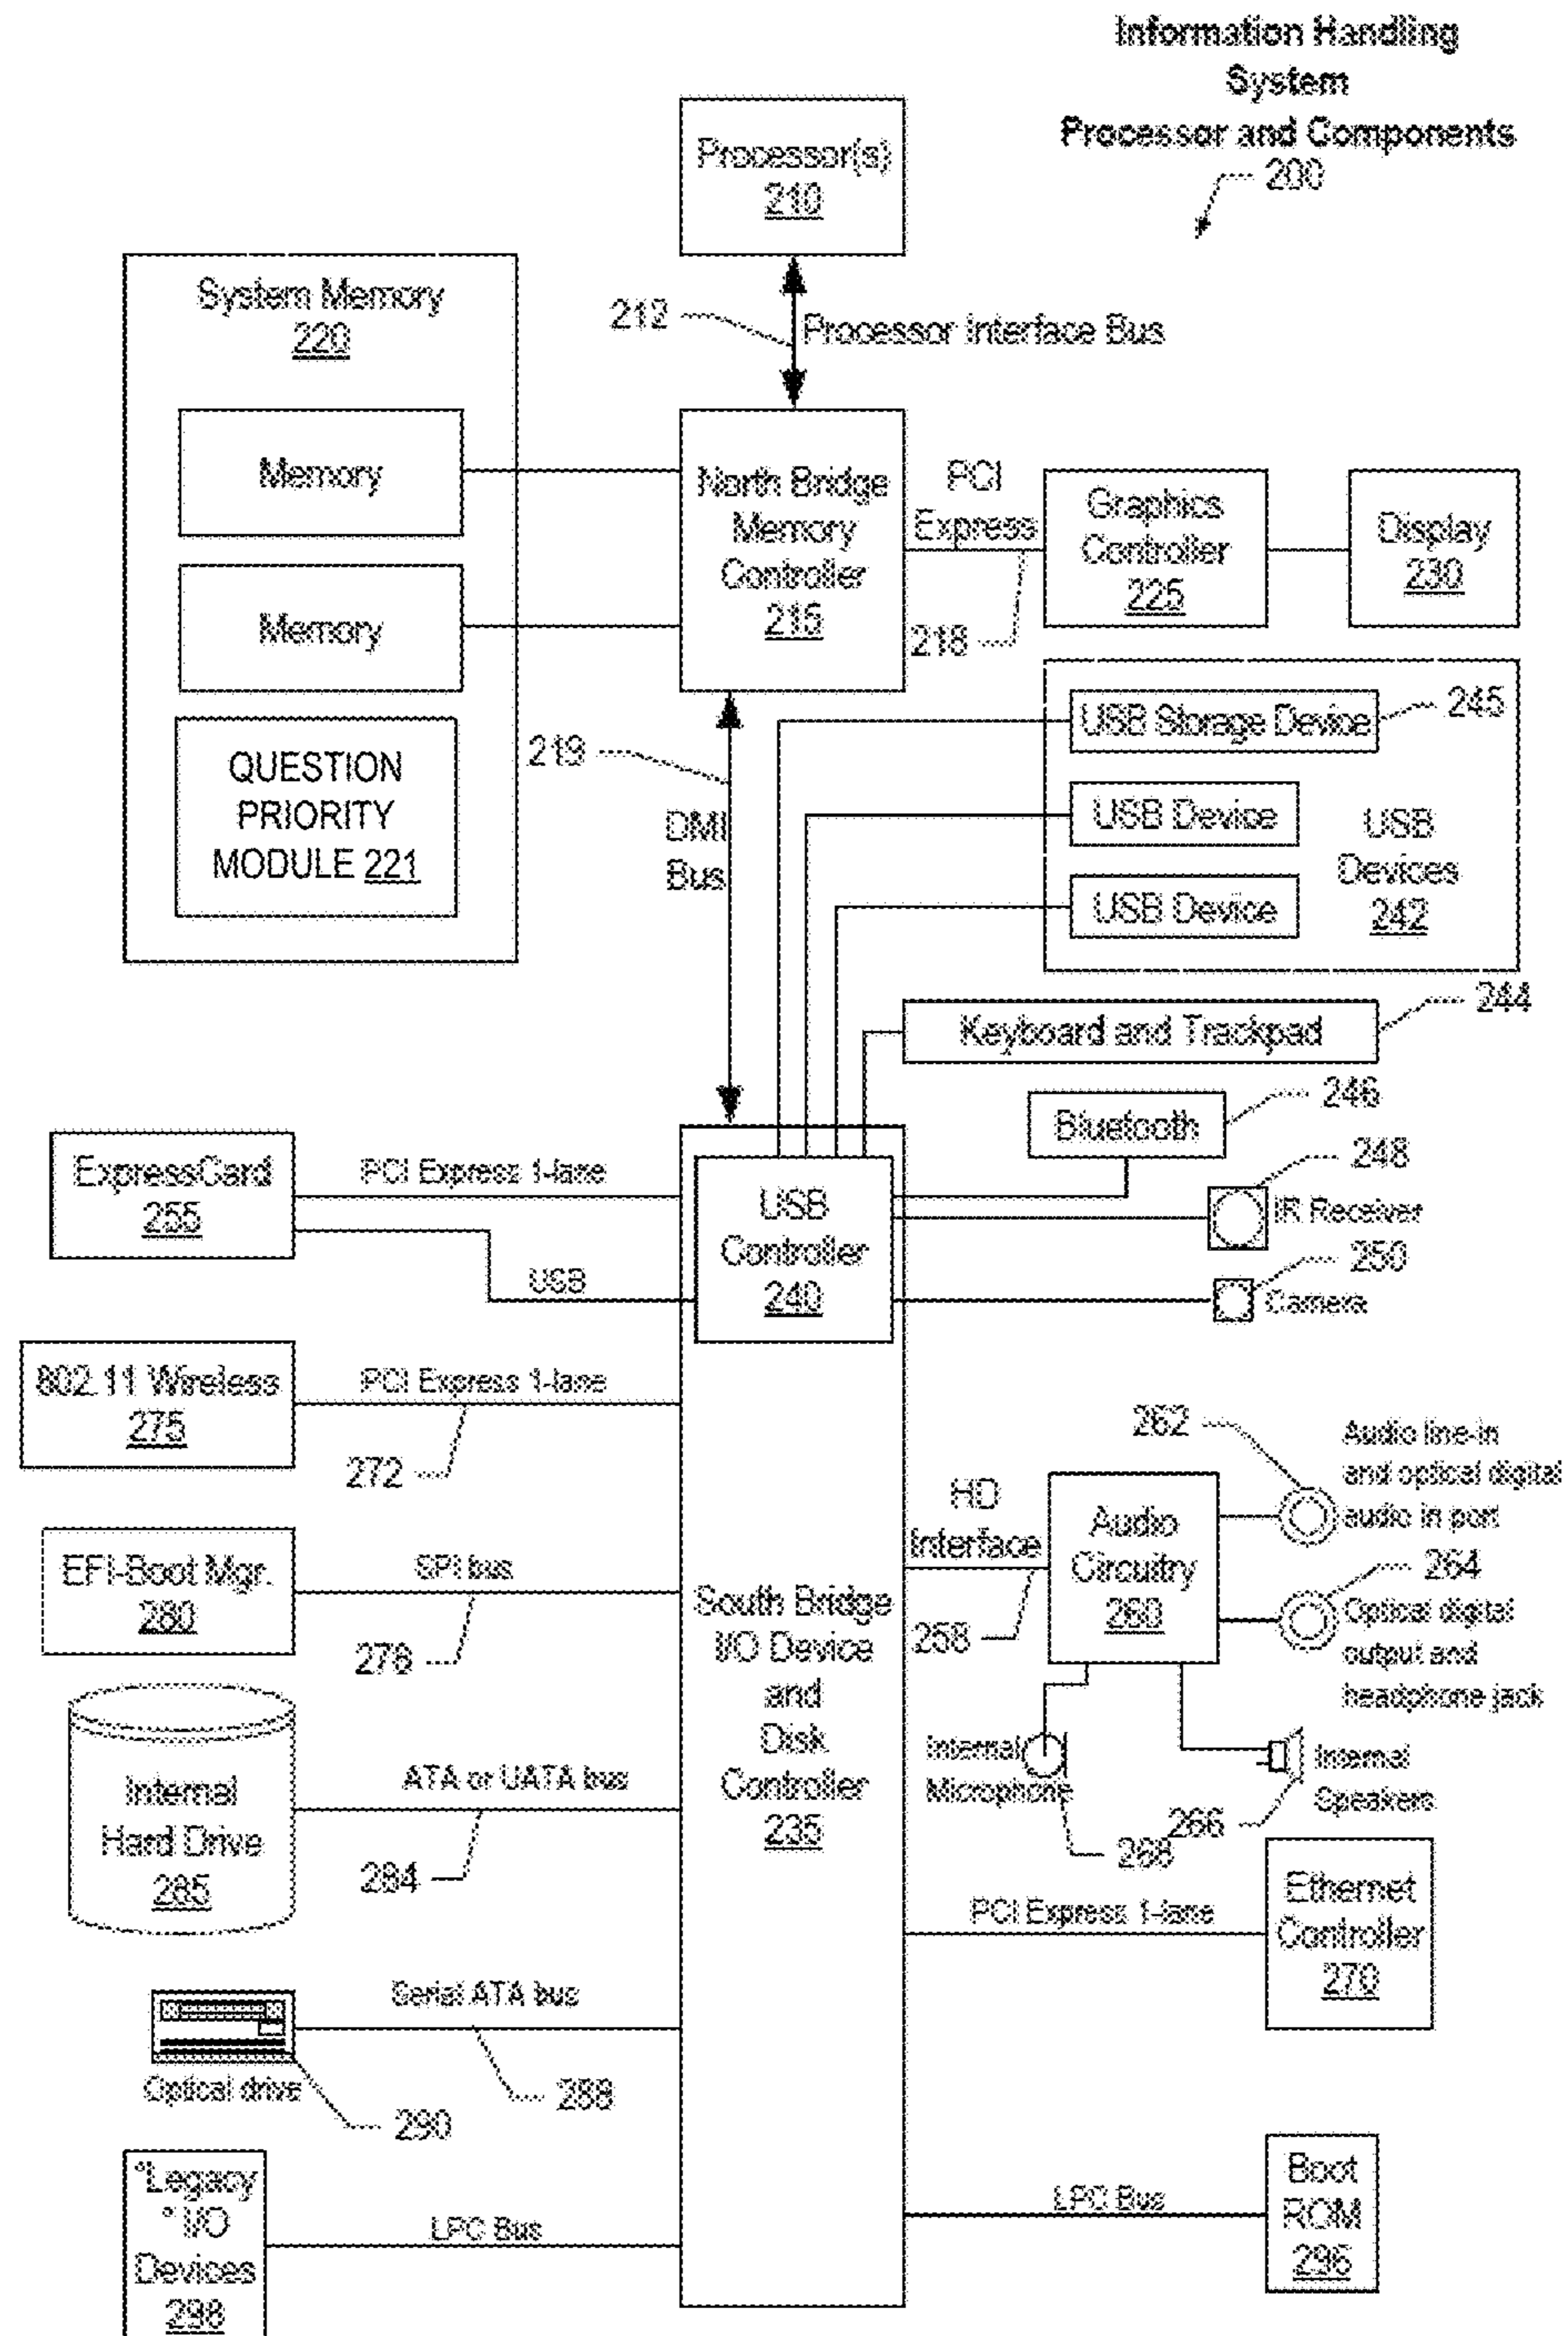 Information Handling
System
Processor and Components
200
Processor(s)
210
System Memory
220
212
Processor Interface Bus
Memory
Memory
QUESTION
PRIORITY
MODULE 221
North Bridge
Memory
Controller
215
PCI
Express
218
Graphics
Controller
225
Display
230
219
DMI
Bus
USB Storage Device
245
USB Device
USB Device
USB
Devices
242
244
Keyboard and Trackpad
246
Bluetooth
248
IR Receiver
250
Camera
ExpressCard
255
PCI Express 1-lane
USB
USB
Controller
240
802.11 Wireless
275
PCI Express 1-lane
272
262
Audio line-in
and optical digital
audio in port
HD
Interface
258
Audio
Circuitry
260
264
Optical digital
output and
headphone jack
EFI-Boot Mgr.
280
SPI bus
278
South Bridge
I/O Device
and
Disk
Controller
235
Internal
Microphone
268
266
Internal
Speakers
Internal
Hard Drive
285
ATA or UATA bus
284
PCI Express 1-lane
Ethernet
Controller
270
Serial ATA bus
288
Optical drive
290
"Legacy
" I/O
Devices
298
LPC Bus
LPC Bus
Boot
ROM
296